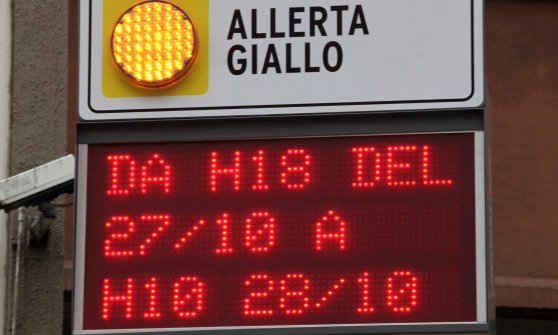 ALLERTA
GIALLO
DA H18 DEL
27/10 A
H10 28/10